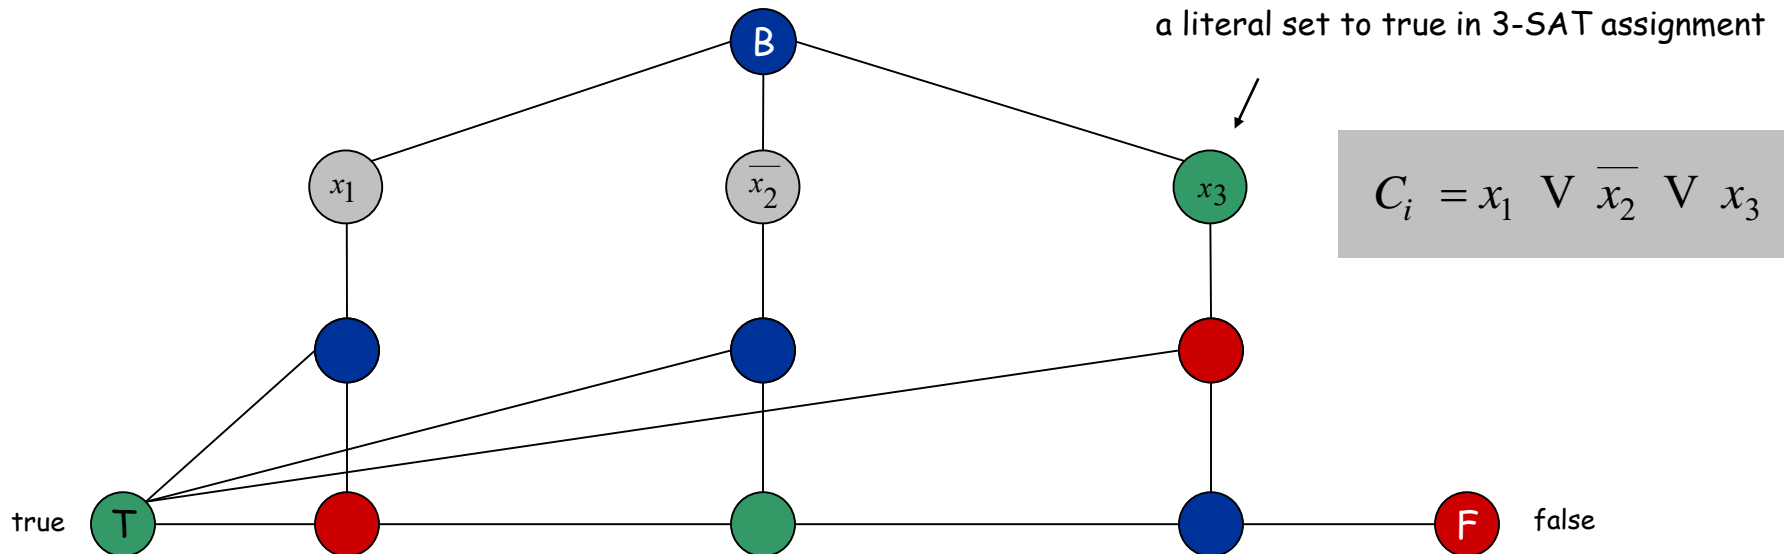 a literal set to true in 3-SAT assignment
B
x₁
x̅₂
x₃
Cᵢ = x₁ V x̅₂ V x₃
true
T
F
false